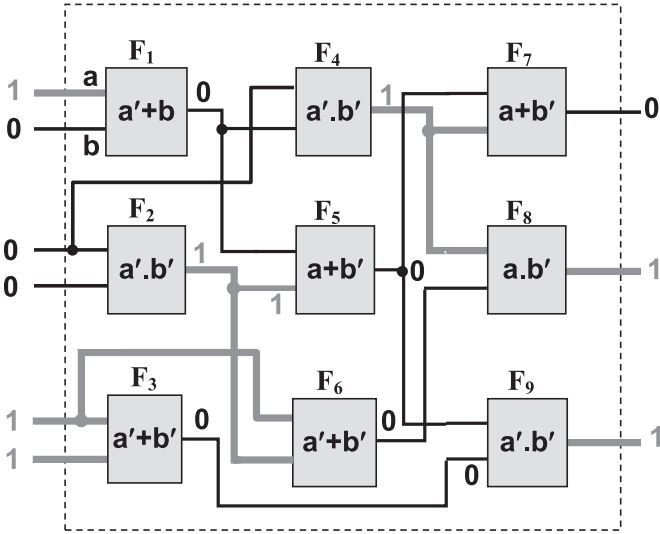 F1 F4 F7
1 a a′+b 0 a′.b′ 1 a+b′ 0
0 b
F2 F5 F8
0 a′.b′ 1 a+b′ 0 a.b′ 1
0 1
F3 F6 F9
1 a′+b′ 0 a′+b′ 0 a′.b′ 1
1 0